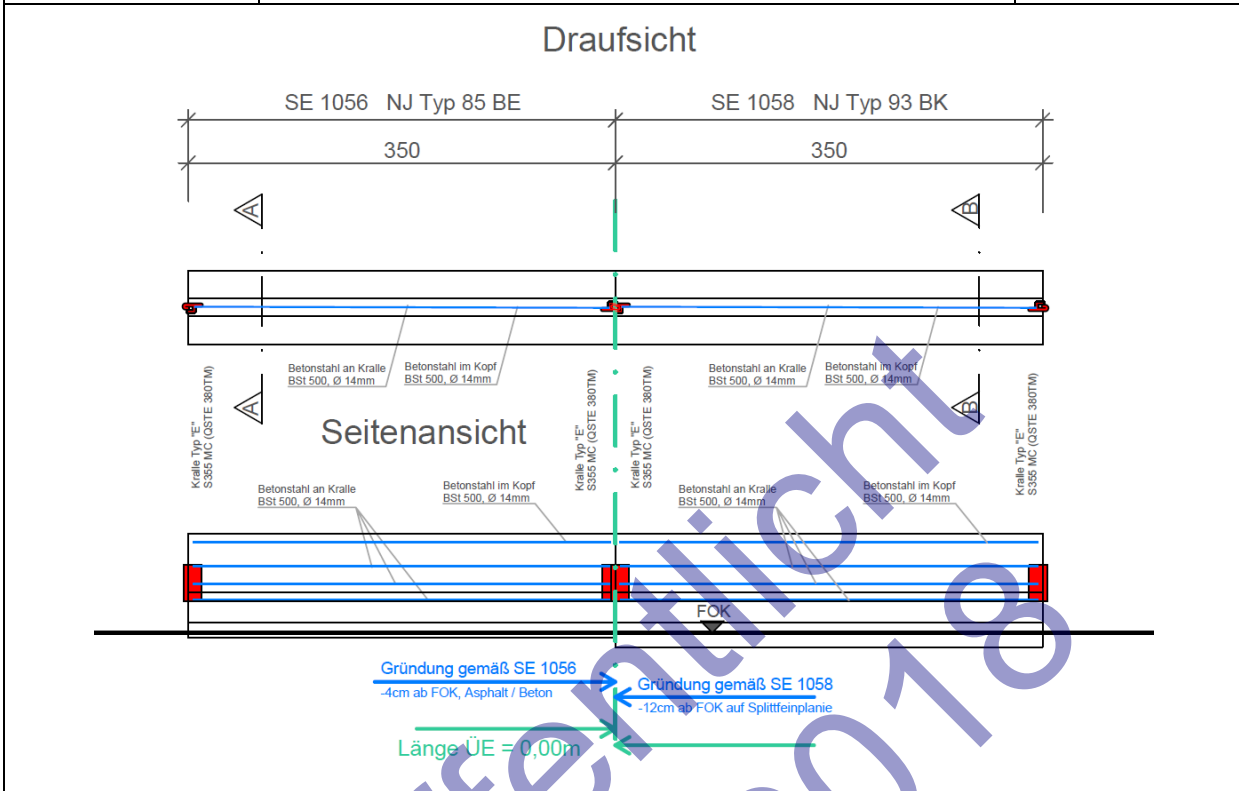 Draufsicht
SE 1056 NJ Typ 85 BE
SE 1058 NJ Typ 93 BK
350
350
A
B
Betonstahl an Kralle
BSt 500, Ø 14mm
Betonstahl im Kopf
BSt 500, Ø 14mm
Betonstahl an Kralle
BSt 500, Ø 14mm
Betonstahl im Kopf
BSt 500, Ø 14mm
A
B
Kralle Typ "E"
S355 MC (QSTE 380TM)
Seitenansicht
Kralle Typ "E"
S355 MC (QSTE 380TM)
Kralle Typ "E"
S355 MC (QSTE 380TM)
Kralle Typ "E"
S355 MC (QSTE 380TM)
Betonstahl an Kralle
BSt 500, Ø 14mm
Betonstahl im Kopf
BSt 500, Ø 14mm
Betonstahl an Kralle
BSt 500, Ø 14mm
Betonstahl im Kopf
BSt 500, Ø 14mm
FOK
Gründung gemäß SE 1056
-4cm ab FOK, Asphalt / Beton
Gründung gemäß SE 1058
-12cm ab FOK auf Splittfeinplanie
Länge ÜE = 0,00m
ffentlicht
018